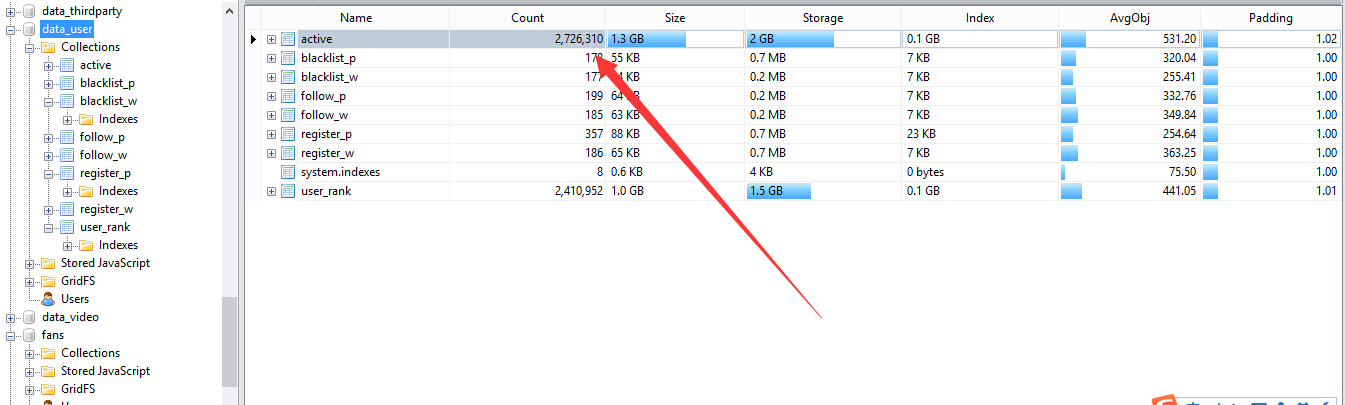 data_thirdparty
data_user
Collections
active
blacklist_p
blacklist_w
Indexes
follow_p
follow_w
register_p
Indexes
register_w
user_rank
Indexes
Stored JavaScript
GridFS
Users
data_video
fans
Collections
Stored JavaScript
GridFS
Name Count Size Storage Index AvgObj Padding
active 2,726,310 1.3 GB 2 GB 0.1 GB 531.20 1.02
blacklist_p 55 KB 0.7 MB 7 KB 320.04 1.00
blacklist_w 177 KB 0.2 MB 7 KB 255.41 1.00
follow_p 199 64 KB 0.2 MB 7 KB 332.76 1.00
follow_w 185 63 KB 0.2 MB 7 KB 349.84 1.00
register_p 357 88 KB 0.7 MB 23 KB 254.64 1.00
register_w 186 65 KB 0.7 MB 7 KB 363.25 1.00
system.indexes 8 0.6 KB 4 KB 0 bytes 75.50 1.00
user_rank 2,410,952 1.0 GB 1.5 GB 0.1 GB 441.05 1.01